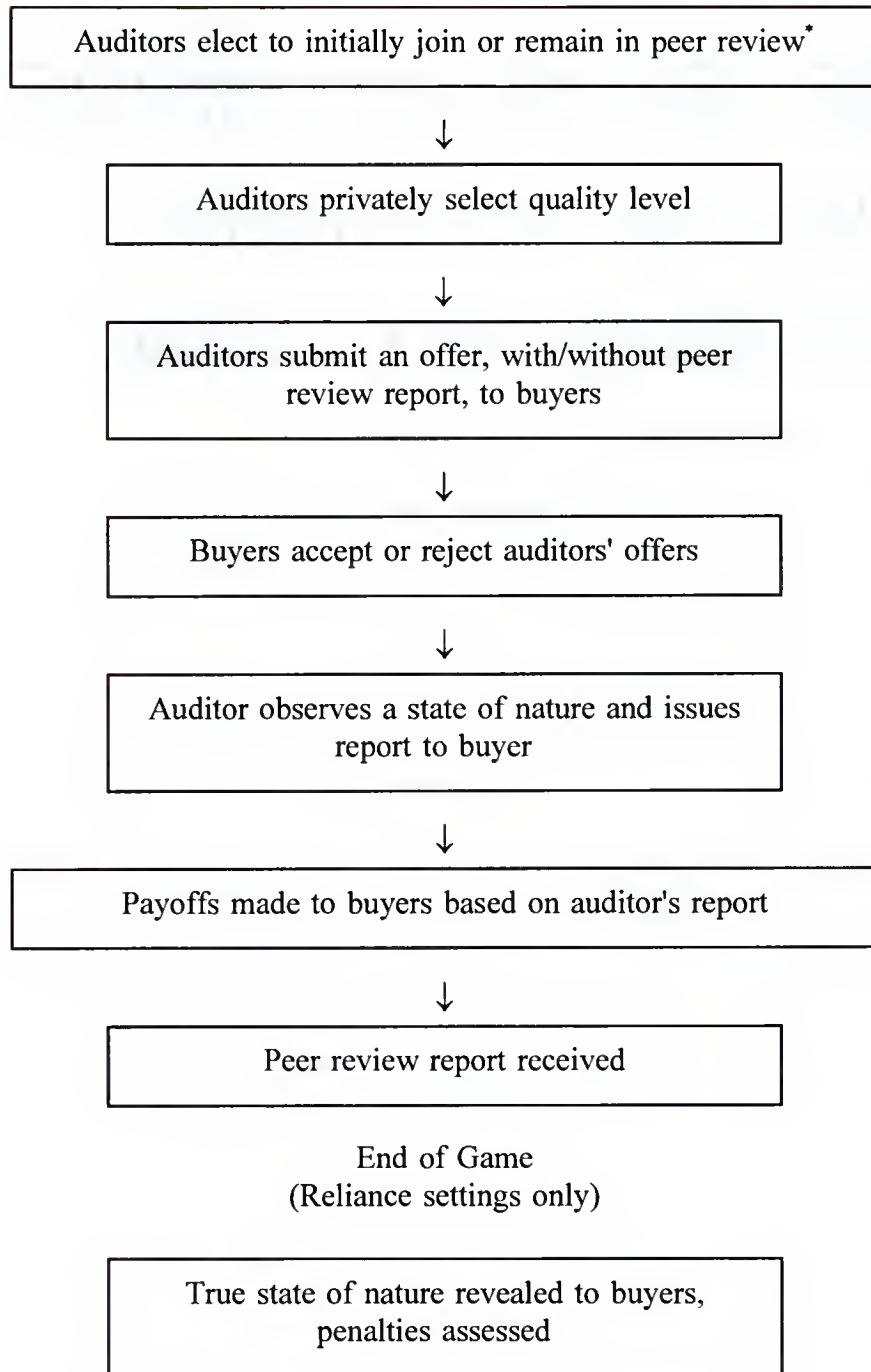 Auditors elect to initially join or remain in peer review*
↓
Auditors privately select quality level
↓
Auditors submit an offer, with/without peer
review report, to buyers
↓
Buyers accept or reject auditors' offers
↓
Auditor observes a state of nature and issues
report to buyer
↓
Payoffs made to buyers based on auditor's report
↓
Peer review report received
End of Game
(Reliance settings only)
True state of nature revealed to buyers,
penalties assessed